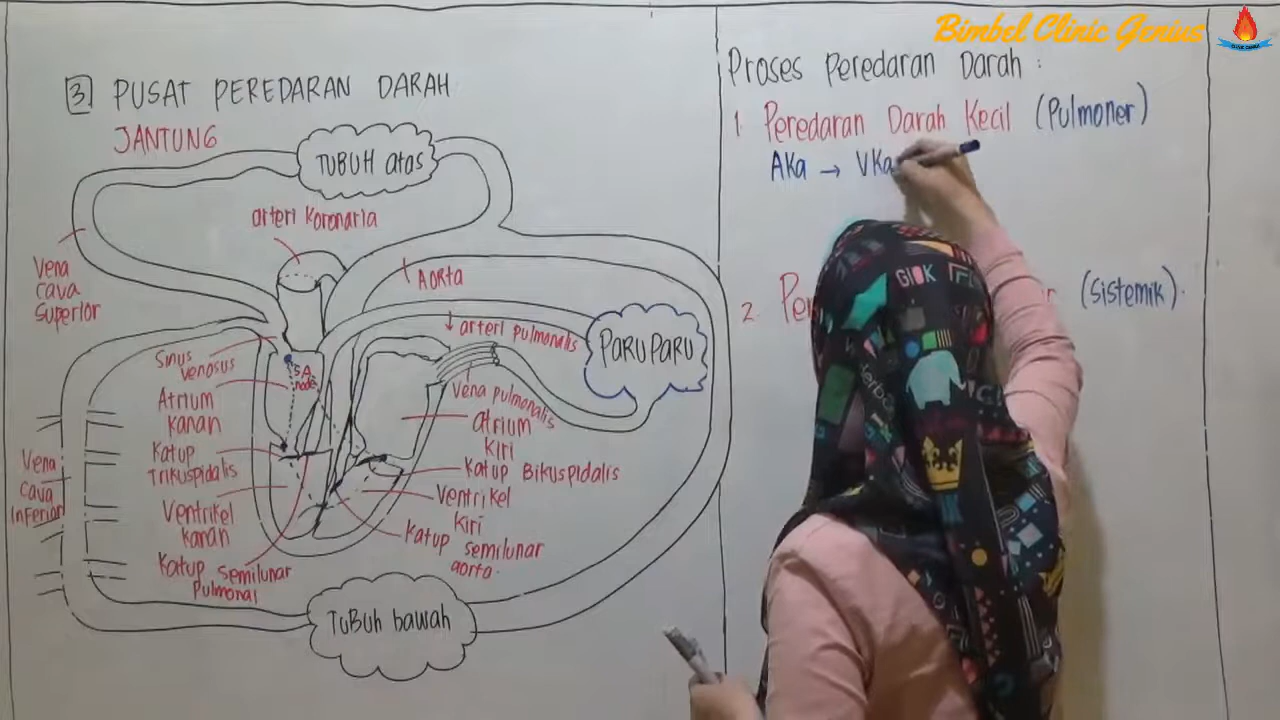 Bimbel Clinic Genius
3 PUSAT PEREDARAN DARAH
JANTUNG
TUBUH atas
arteri Koronaria
AORTA
Vena
Cava
Superior
arteri pulmonalis
PARUPARU
Sinus
Venosus
SA
node
Vena pulmonalis
Atrium
Kanan
atrium
Kiri
Katup
Trikuspidalis
Katup Bikuspidalis
Vena
Cava
Inferior
Ventrikel
Kanan
Ventrikel
Kiri
Katup Semilunar
Pulmonal
Katup Semilunar
aorta.
TUBUH bawah
Proses Peredaran Darah :
1 Peredaran Darah Kecil (Pulmoner)
AKa → VKa
2. Pe (Sistemik).
GIOK